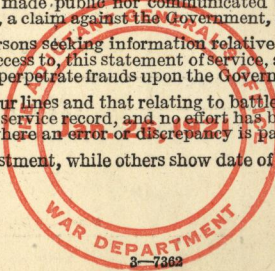 made public nor communicated
, a claim against the Government,
rsons seeking information relative
ccess to, this statement of service,
perpetrate frauds upon the Govern
ur lines and that relating to battle
service record, and no effort has b
here an error or discrepancy is pa
stment, while others show date of
WAR DEPARTMENT
3—7362